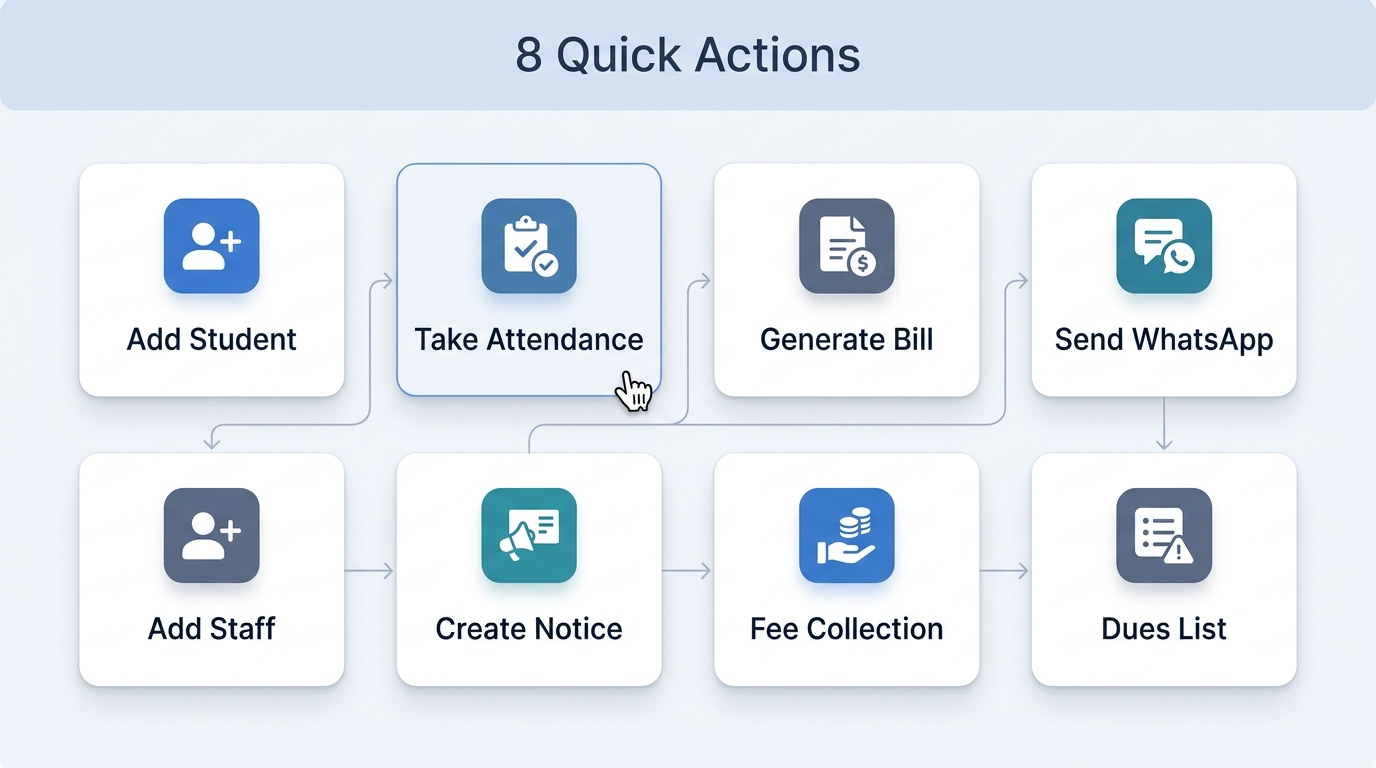 8 Quick Actions
Add Student
Take Attendance
Generate Bill
Send WhatsApp
Add Staff
Create Notice
Fee Collection
Dues List